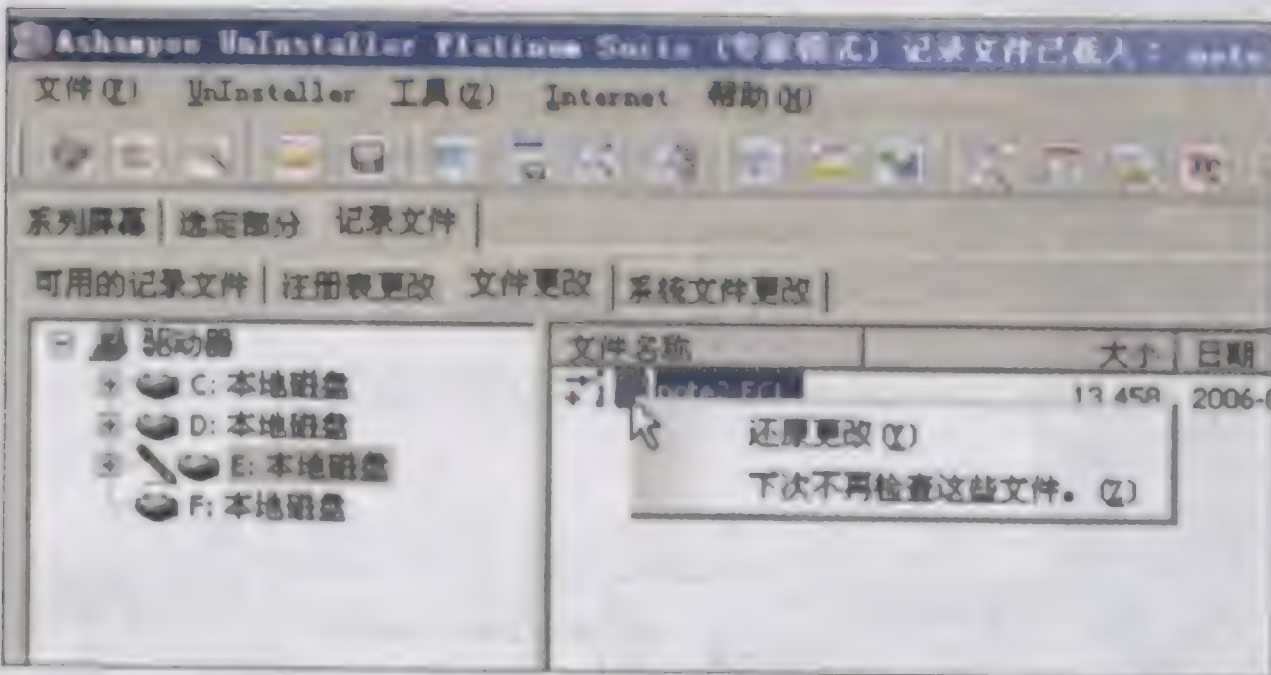 UnInstaller Platinum Suite (专家模式) 记录文件已载入: note
文件(F) UnInstaller 工具(Z) Internet 帮助(H)
系列屏幕 选定部分 记录文件
可用的记录文件 注册表更改 文件更改 系统文件更改
驱动器
C: 本地磁盘
D: 本地磁盘
E: 本地磁盘
F: 本地磁盘
文件名称 大小 日期
13,458 2006-0
还原更改(Y)
下次不再检查这些文件。(Z)